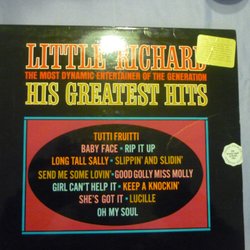 LITTLE RICHARD
THE MOST DYNAMIC ENTERTAINER OF THE GENERATION
HIS GREATEST HITS
TUTTI FRUITTI
BABY FACE • RIP IT UP
LONG TALL SALLY • SLIPPIN' AND SLIDIN'
SEND ME SOME LOVIN' • GOOD GOLLY MISS MOLLY
GIRL CAN'T HELP IT • KEEP A KNOCKIN'
SHE'S GOT IT • LUCILLE
OH MY SOUL